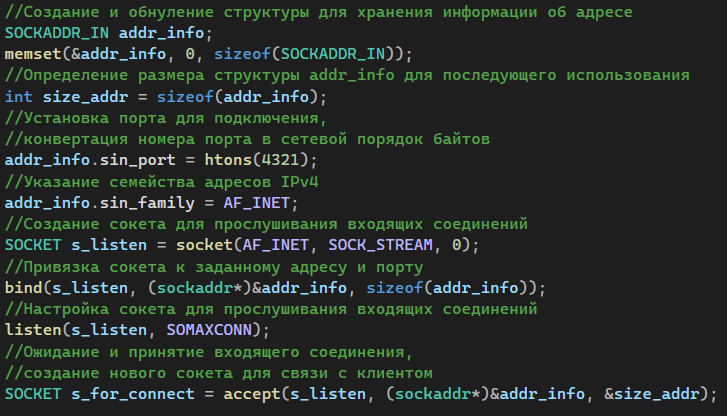 //Создание и обнуление структуры для хранения информации об адресе
SOCKADDR_IN addr_info;
memset(&addr_info, 0, sizeof(SOCKADDR_IN));
//Определение размера структуры addr_info для последующего использования
int size_addr = sizeof(addr_info);
//Установка порта для подключения,
//конвертация номера порта в сетевой порядок байтов
addr_info.sin_port = htons(4321);
//Указание семейства адресов IPv4
addr_info.sin_family = AF_INET;
//Создание сокета для прослушивания входящих соединений
SOCKET s_listen = socket(AF_INET, SOCK_STREAM, 0);
//Привязка сокета к заданному адресу и порту
bind(s_listen, (sockaddr*)&addr_info, sizeof(addr_info));
//Настройка сокета для прослушивания входящих соединений
listen(s_listen, SOMAXCONN);
//Ожидание и принятие входящего соединения,
//создание нового сокета для связи с клиентом
SOCKET s_for_connect = accept(s_listen, (sockaddr*)&addr_info, &size_addr);